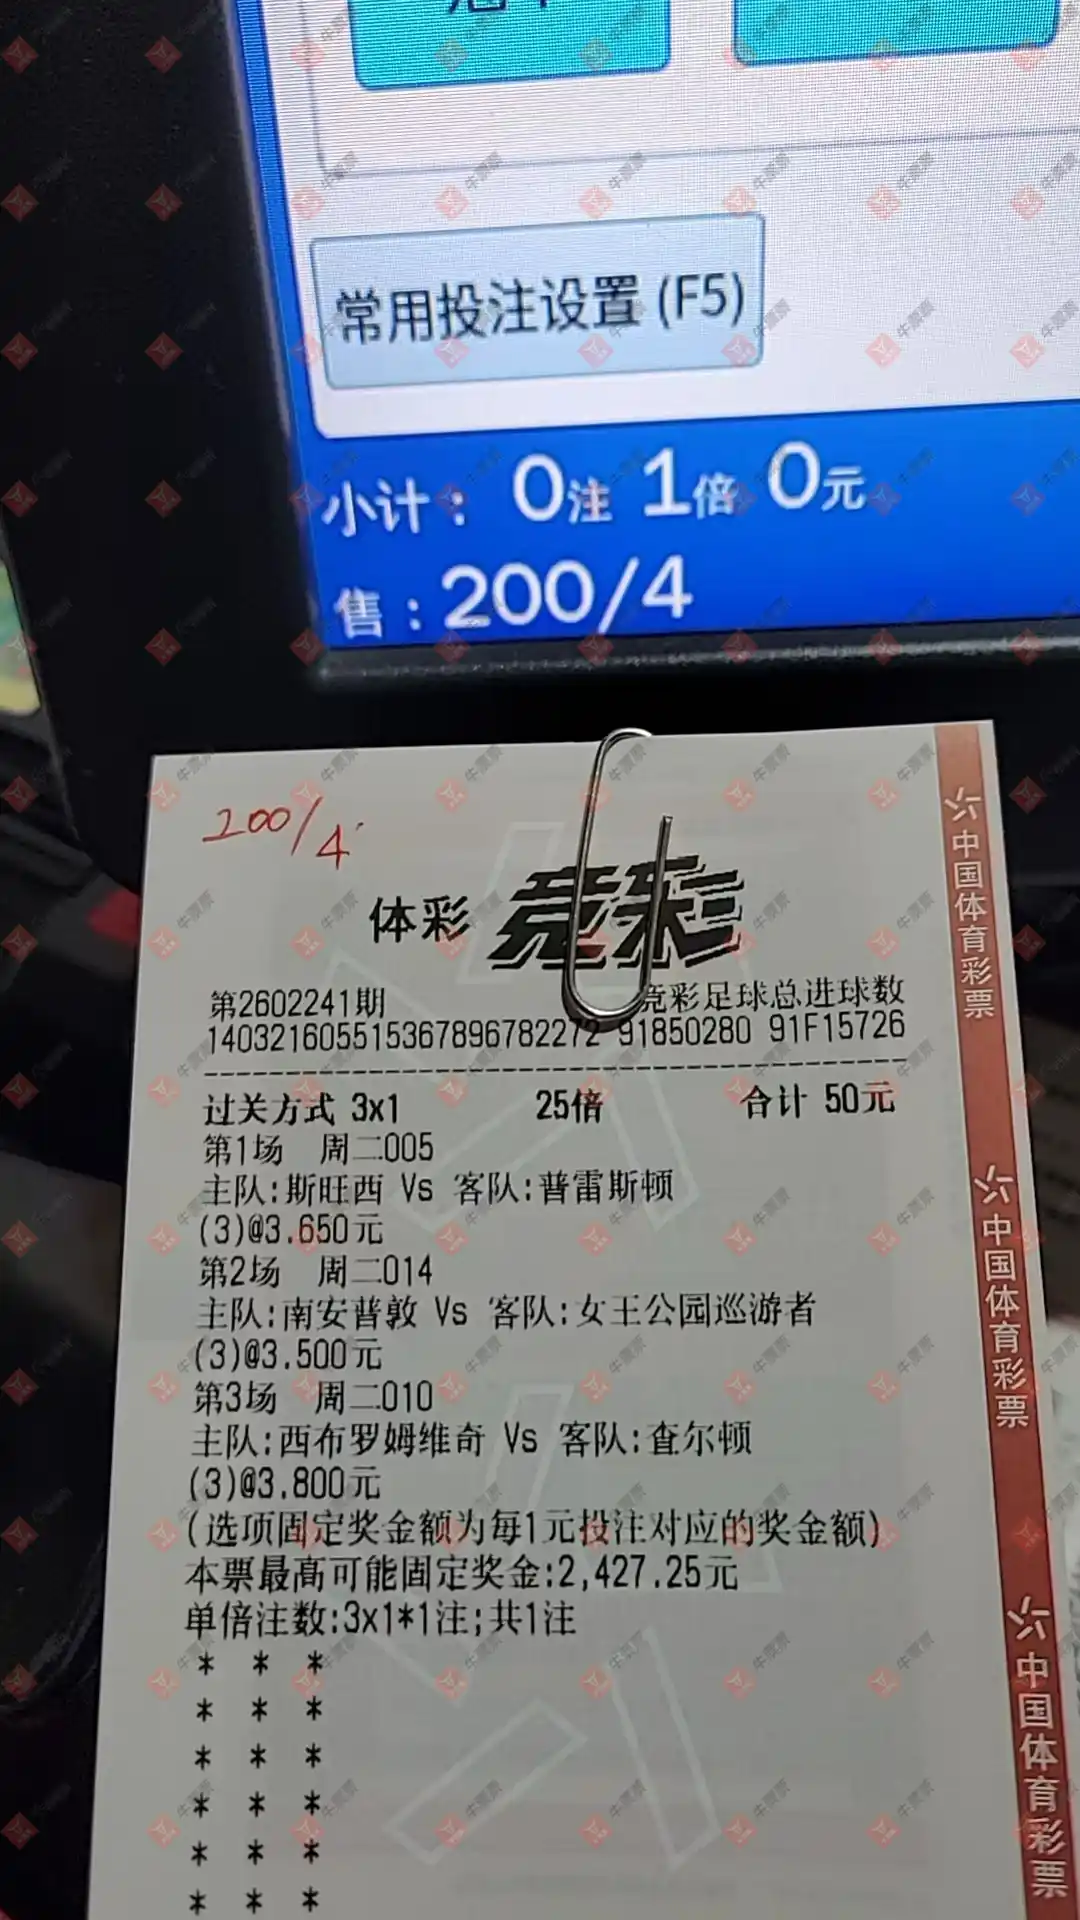 常用投注设置 (F5)
小计： 0注 1倍 0元
售：200/4
200/4
体彩 竞彩
第2602241期 竞彩足球总进球数
140321605515367896782272 91850280 91F15726
过关方式 3x1 25倍 合计 50元
第1场 周二005
主队:斯旺西 Vs 客队:普雷斯顿
(3)@3.650元
第2场 周二014
主队:南安普敦 Vs 客队:女王公园巡游者
(3)@3.500元
第3场 周二010
主队:西布罗姆维奇 Vs 客队:查尔顿
(3)@3.800元
(选项固定奖金额为每1元投注对应的奖金额)
本票最高可能固定奖金:2,427.25元
单倍注数:3x1*1注;共1注
* * *
* * *
* * *
* * *
* * *
* * *
中国体育彩票
中国体育彩票
中国体育彩票
牛票票